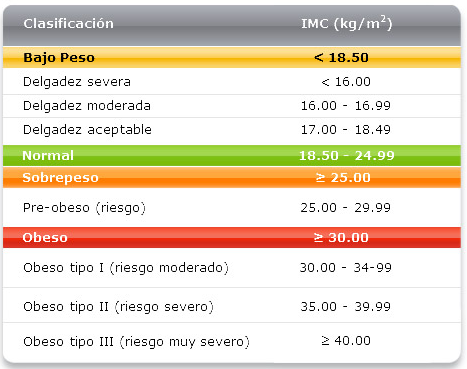 Clasificación IMC (kg/m²)
Bajo Peso < 18.50
Delgadez severa < 16.00
Delgadez moderada 16.00 - 16.99
Delgadez aceptable 17.00 - 18.49
Normal 18.50 - 24.99
Sobrepeso ≥ 25.00
Pre-obeso (riesgo) 25.00 - 29.99
Obeso ≥ 30.00
Obeso tipo I (riesgo moderado) 30.00 - 34-99
Obeso tipo II (riesgo severo) 35.00 - 39.99
Obeso tipo III (riesgo muy severo) ≥ 40.00